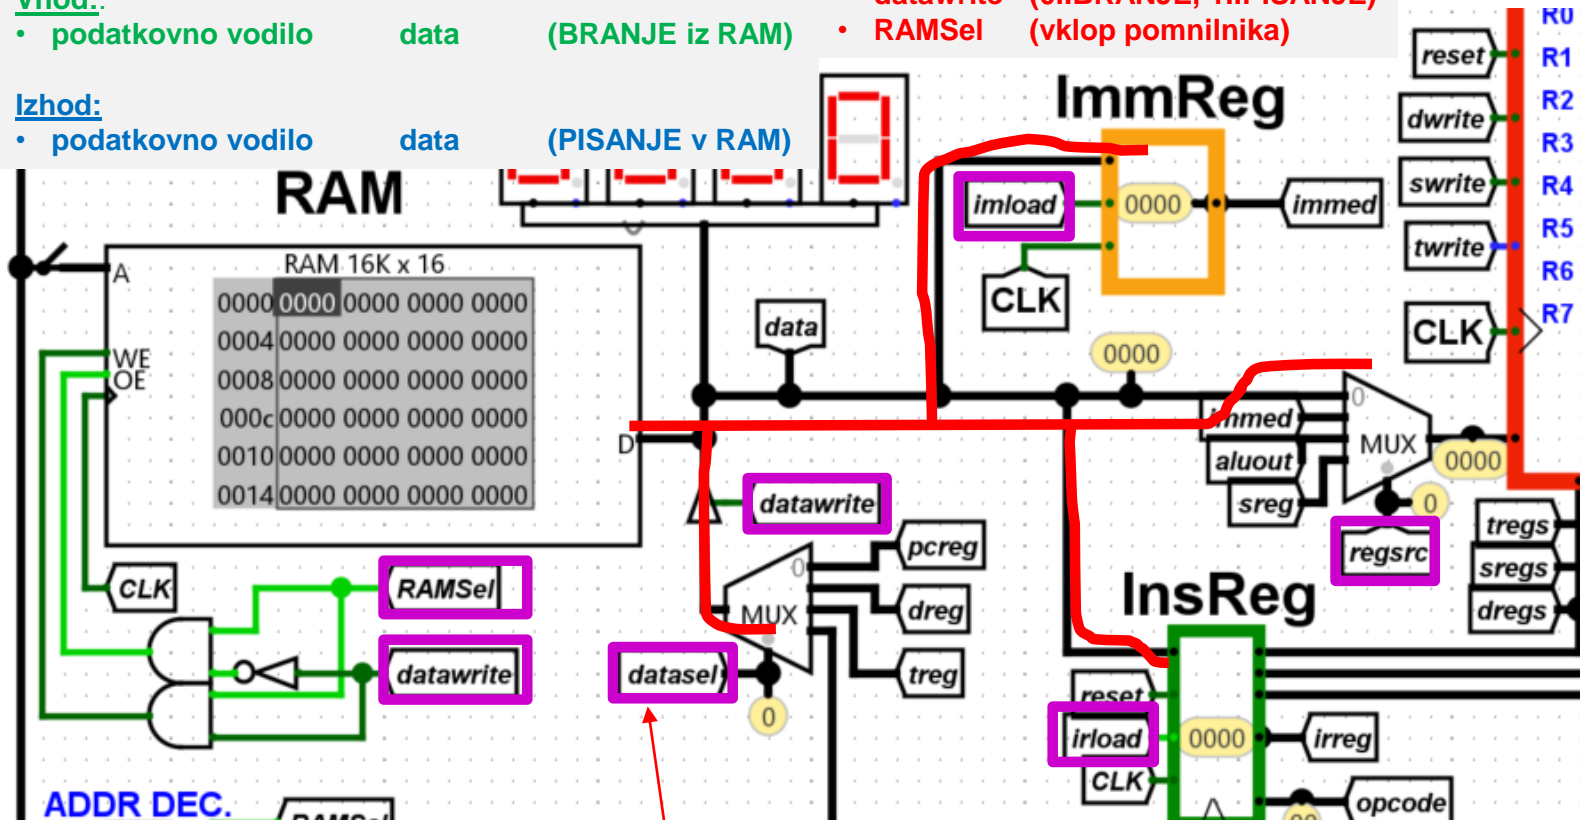 Vhod:
• podatkovno vodilo data (BRANJE iz RAM)
Izhod:
• podatkovno vodilo data (PISANJE v RAM)
• RAMSel (vklop pomnilnika)
RAM
RAM 16K x 16
A
WE
OE
D
0000 0000 0000 0000 0000
0004 0000 0000 0000 0000
0008 0000 0000 0000 0000
000c 0000 0000 0000 0000
0010 0000 0000 0000 0000
0014 0000 0000 0000 0000
CLK
RAMSel
datawrite
ADDR DEC.
RAMSel
data
datawrite
MUX
0
pcreg
dreg
treg
datasel
0
ImmReg
imload
0000
immed
CLK
0000
immed
aluout
sreg
0
MUX
0000
0
regsrc
InsReg
reset
irload
0000
irreg
CLK
opcode
reset
dwrite
swrite
twrite
CLK
R0
R1
R2
R3
R4
R5
R6
R7
tregs
sregs
dregs